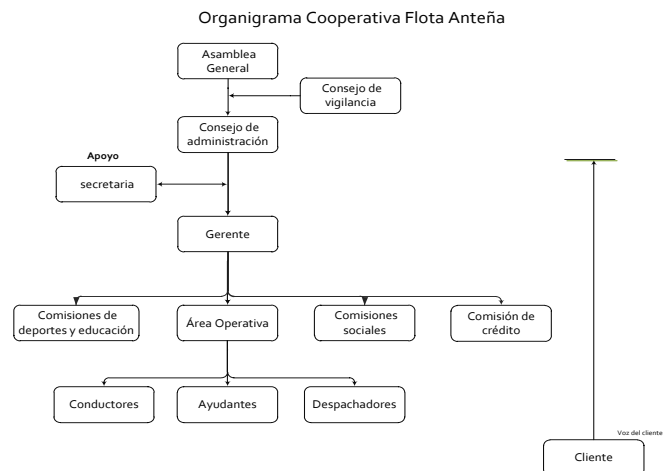 Organigrama Cooperativa Flota Anteña
Asamblea
General
Consejo de
vigilancia
Consejo de
administración
Apoyo
secretaria
Gerente
Comisiones de
deportes y educación
Área Operativa
Comisiones
sociales
Comisión de
crédito
Conductores
Ayudantes
Despachadores
Voz del cliente
Cliente